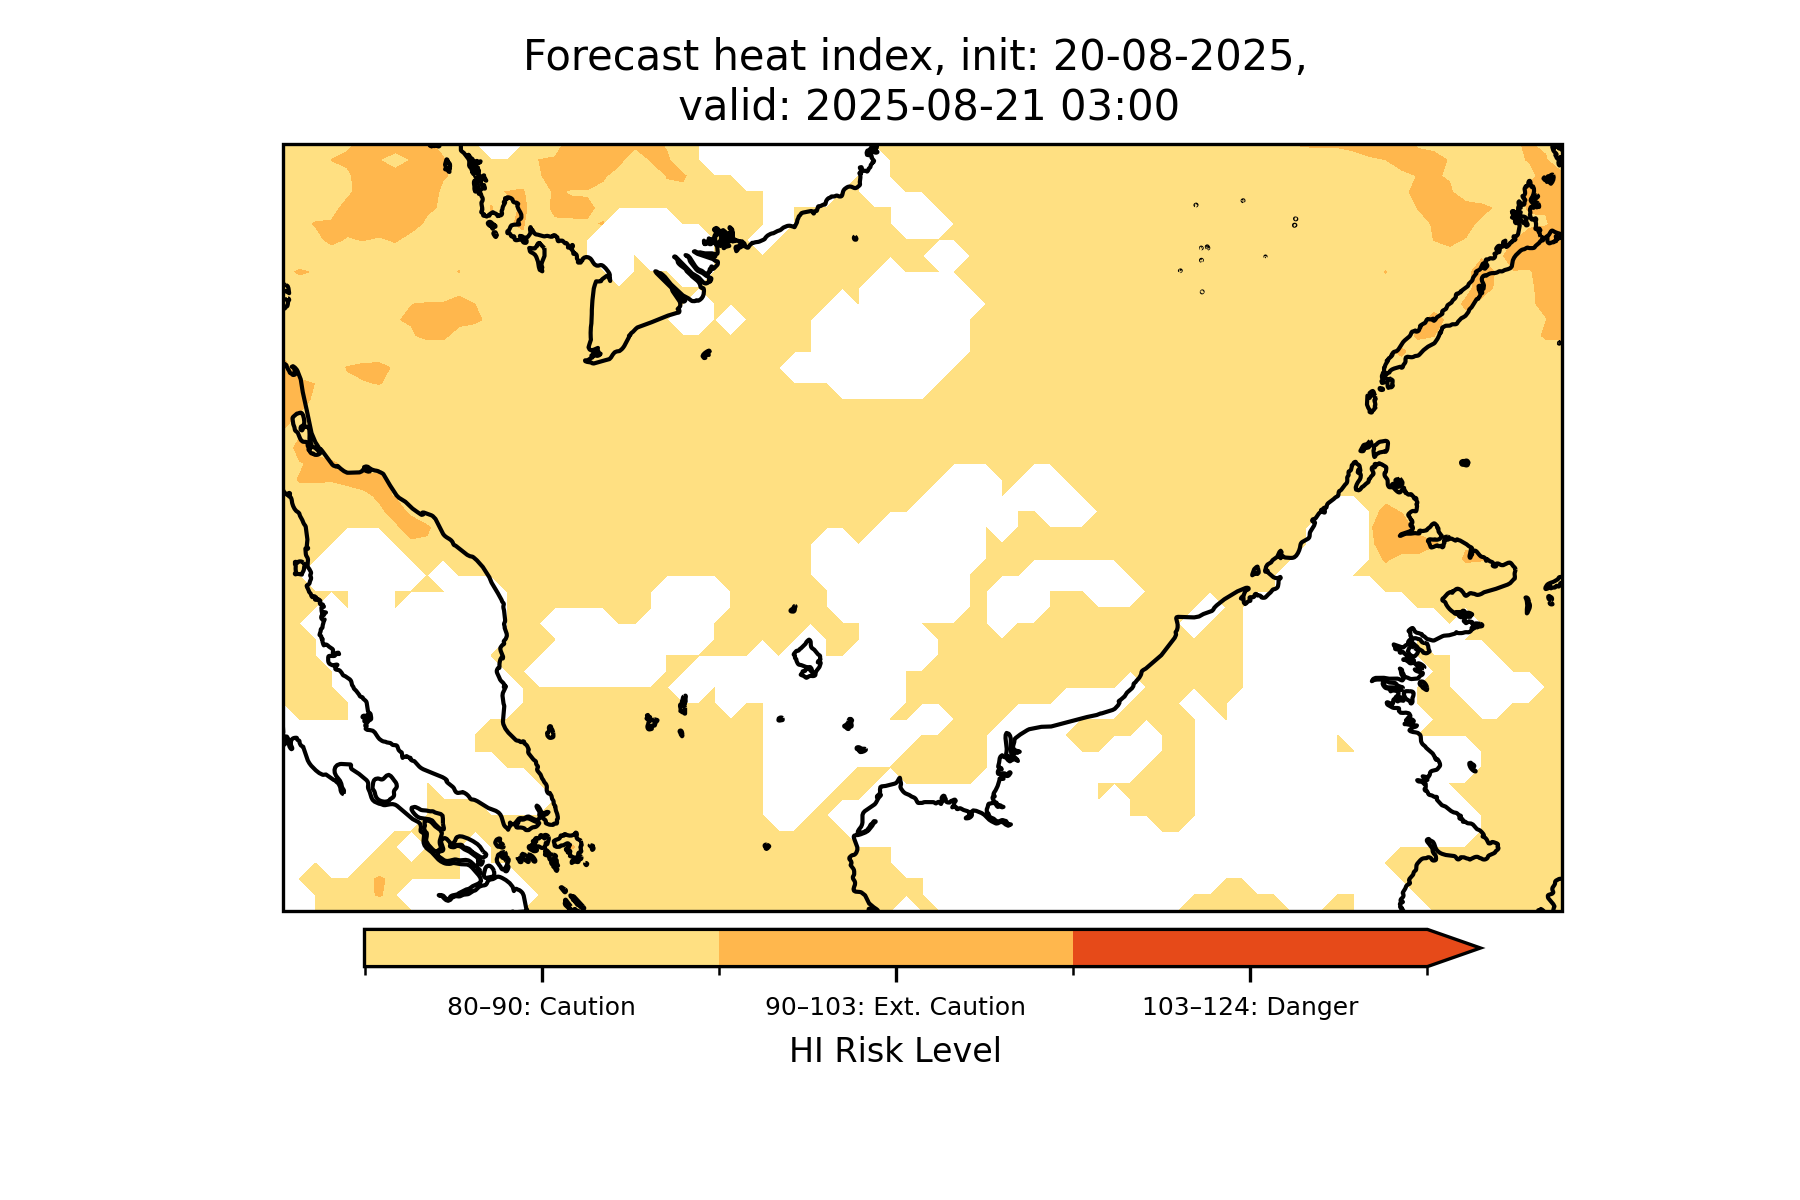 Forecast heat index, init: 20-08-2025,
valid: 2025-08-21 03:00
80–90: Caution
90–103: Ext. Caution
103–124: Danger
HI Risk Level